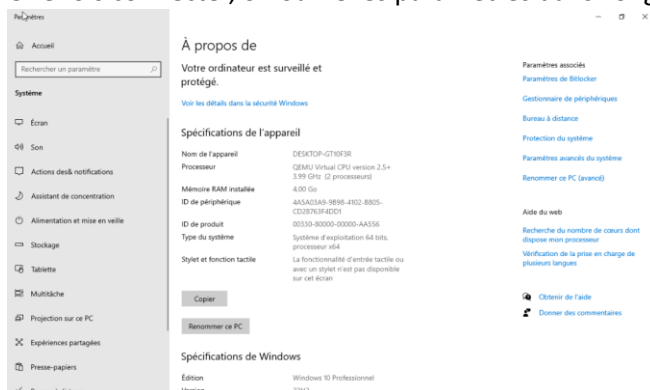 Paramètres
Accueil
Rechercher un paramètre
Système
Écran
Son
Actions des& notifications
Assistant de concentration
Alimentation et mise en veille
Stockage
Tablette
Multitâche
Projection sur ce PC
Expériences partagées
Presse-papiers
À propos de
Votre ordinateur est surveillé et
protégé.
Voir les détails dans la sécurité Windows
Spécifications de l'appareil
Nom de l'appareil DESKTOP-GT10F3R
Processeur QEMU Virtual CPU version 2.5+
3.99 GHz (2 processeurs)
Mémoire RAM installée 4.00 Go
ID de périphérique 4A5A03A9-9B98-4102-8805-
CD28763F4DD1
ID de produit 00330-80000-00000-AA556
Type du système Système d'exploitation 64 bits,
processeur x64
Stylet et fonction tactile La fonctionnalité d'entrée tactile ou
avec un stylet n'est pas disponible
sur cet écran
Copier
Renommer ce PC
Spécifications de Windows
Édition Windows 10 Professionnel
Version 22H2
Paramètres associés
Paramètres de Bitlocker
Gestionnaire de périphériques
Bureau à distance
Protection du système
Paramètres avancés du système
Renommer ce PC (avancé)
Aide du web
Recherche du nombre de cœurs dont
dispose mon processeur
Vérification de la prise en charge de
plusieurs langues
Obtenir de l'aide
Donner des commentaires